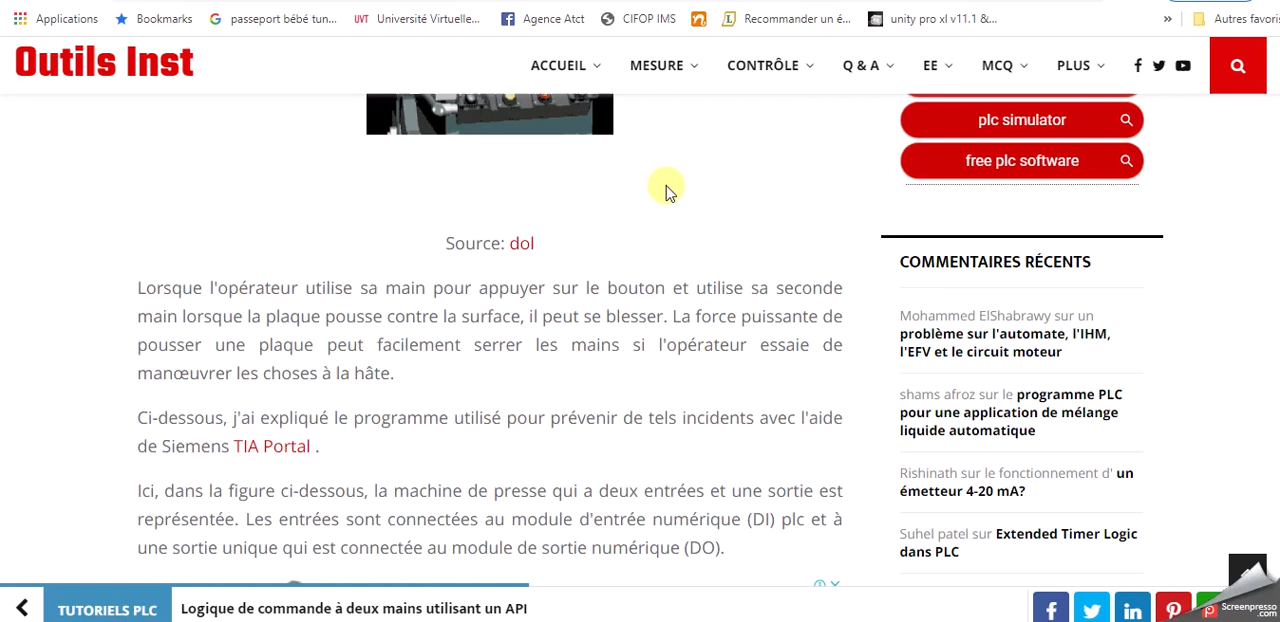 Applications
Bookmarks
passeport bébé tun...
UVT Université Virtuelle...
Agence Atct
CIFOP IMS
Recommander un é...
unity pro xl v11.1 &...
»
Autres favoris
Outils Inst
ACCUEIL
MESURE
CONTRÔLE
Q & A
EE
MCQ
PLUS
plc simulator
free plc software
Source: dol
Lorsque l'opérateur utilise sa main pour appuyer sur le bouton et utilise sa seconde
main lorsque la plaque pousse contre la surface, il peut se blesser. La force puissante de
pousser une plaque peut facilement serrer les mains si l'opérateur essaie de
manœuvrer les choses à la hâte.
Ci-dessous, j'ai expliqué le programme utilisé pour prévenir de tels incidents avec l'aide
de Siemens TIA Portal .
Ici, dans la figure ci-dessous, la machine de presse qui a deux entrées et une sortie est
représentée. Les entrées sont connectées au module d'entrée numérique (DI) plc et à
une sortie unique qui est connectée au module de sortie numérique (DO).
COMMENTAIRES RÉCENTS
Mohammed ElShabrawy sur un
problème sur l'automate, l'IHM,
l'EFV et le circuit moteur
shams afroz sur le programme PLC
pour une application de mélange
liquide automatique
Rishinath sur le fonctionnement d' un
émetteur 4-20 mA?
Suhel patel sur Extended Timer Logic
dans PLC
TUTORIELS PLC
Logique de commande à deux mains utilisant un API
Screenpresso
.com